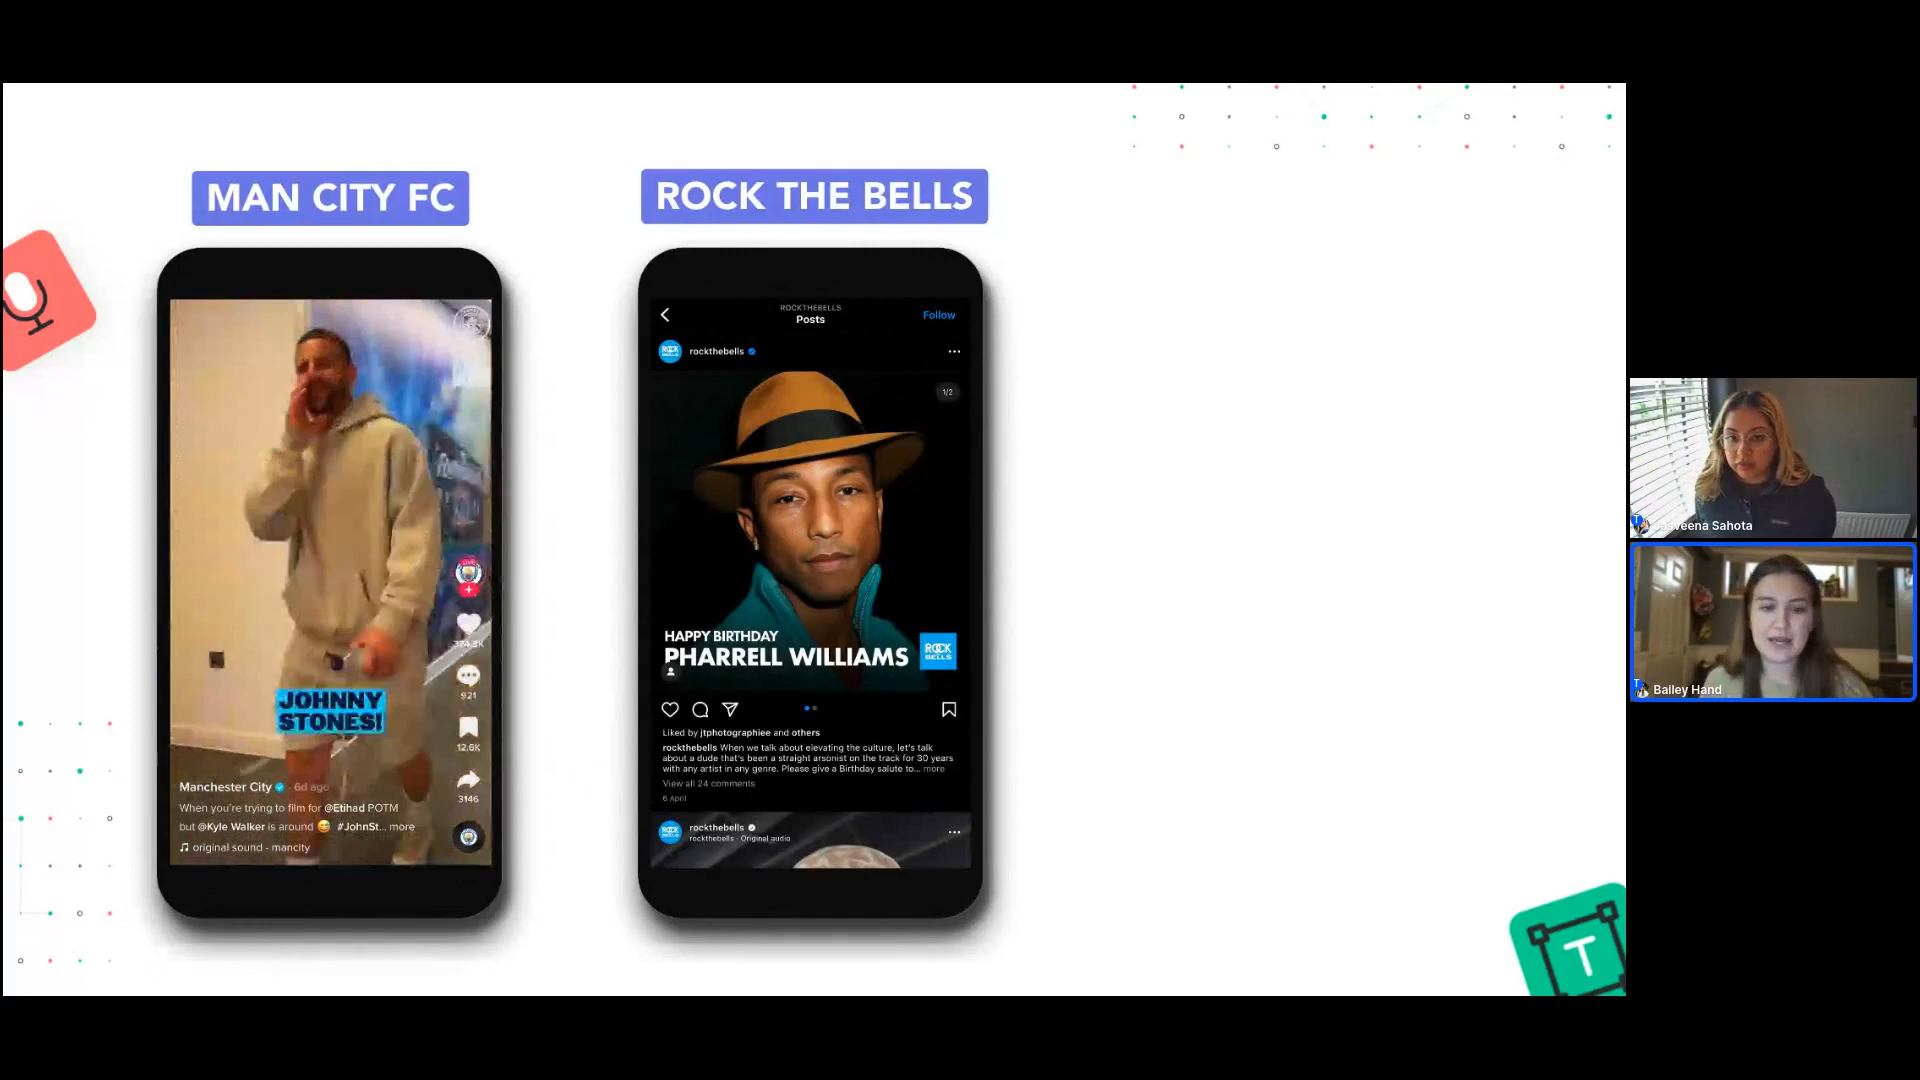 MAN CITY FC
ROCK THE BELLS
JOHNNY
STONES!
921
12.6K
3146
Manchester City · 6d ago
When you're trying to film for @Etihad POTM
but @Kyle Walker is around 😅 #JohnSt... more
original sound - mancity
ROCKTHEBELLS
Posts
Follow
rockthebells
1/2
HAPPY BIRTHDAY
PHARRELL WILLIAMS
ROCK
BELLS
Liked by jtphotographiee and others
rockthebells When we talk about elevating the culture, let's talk
about a dude that's been a straight arsonist on the track for 30 years
with any artist in any genre. Please give a Birthday salute to... more
View all 24 comments
6 April
rockthebells
rockthebells · Original audio
T
Sahota
Bailey Hand